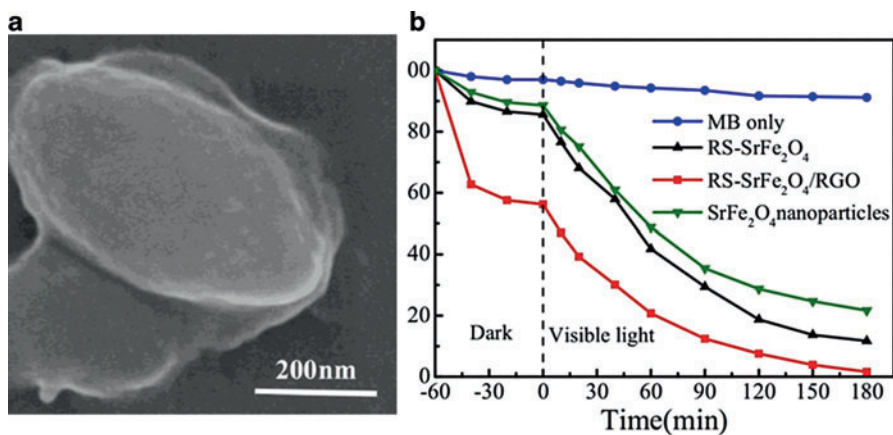 a
200nm
b
00
80
60
40
20
0
MB only
RS-SrFe₂O₄
RS-SrFe₂O₄/RGO
SrFe₂O₄nanoparticles
Dark
Visible light
-60 -30 0 30 60 90 120 150 180
Time(min)